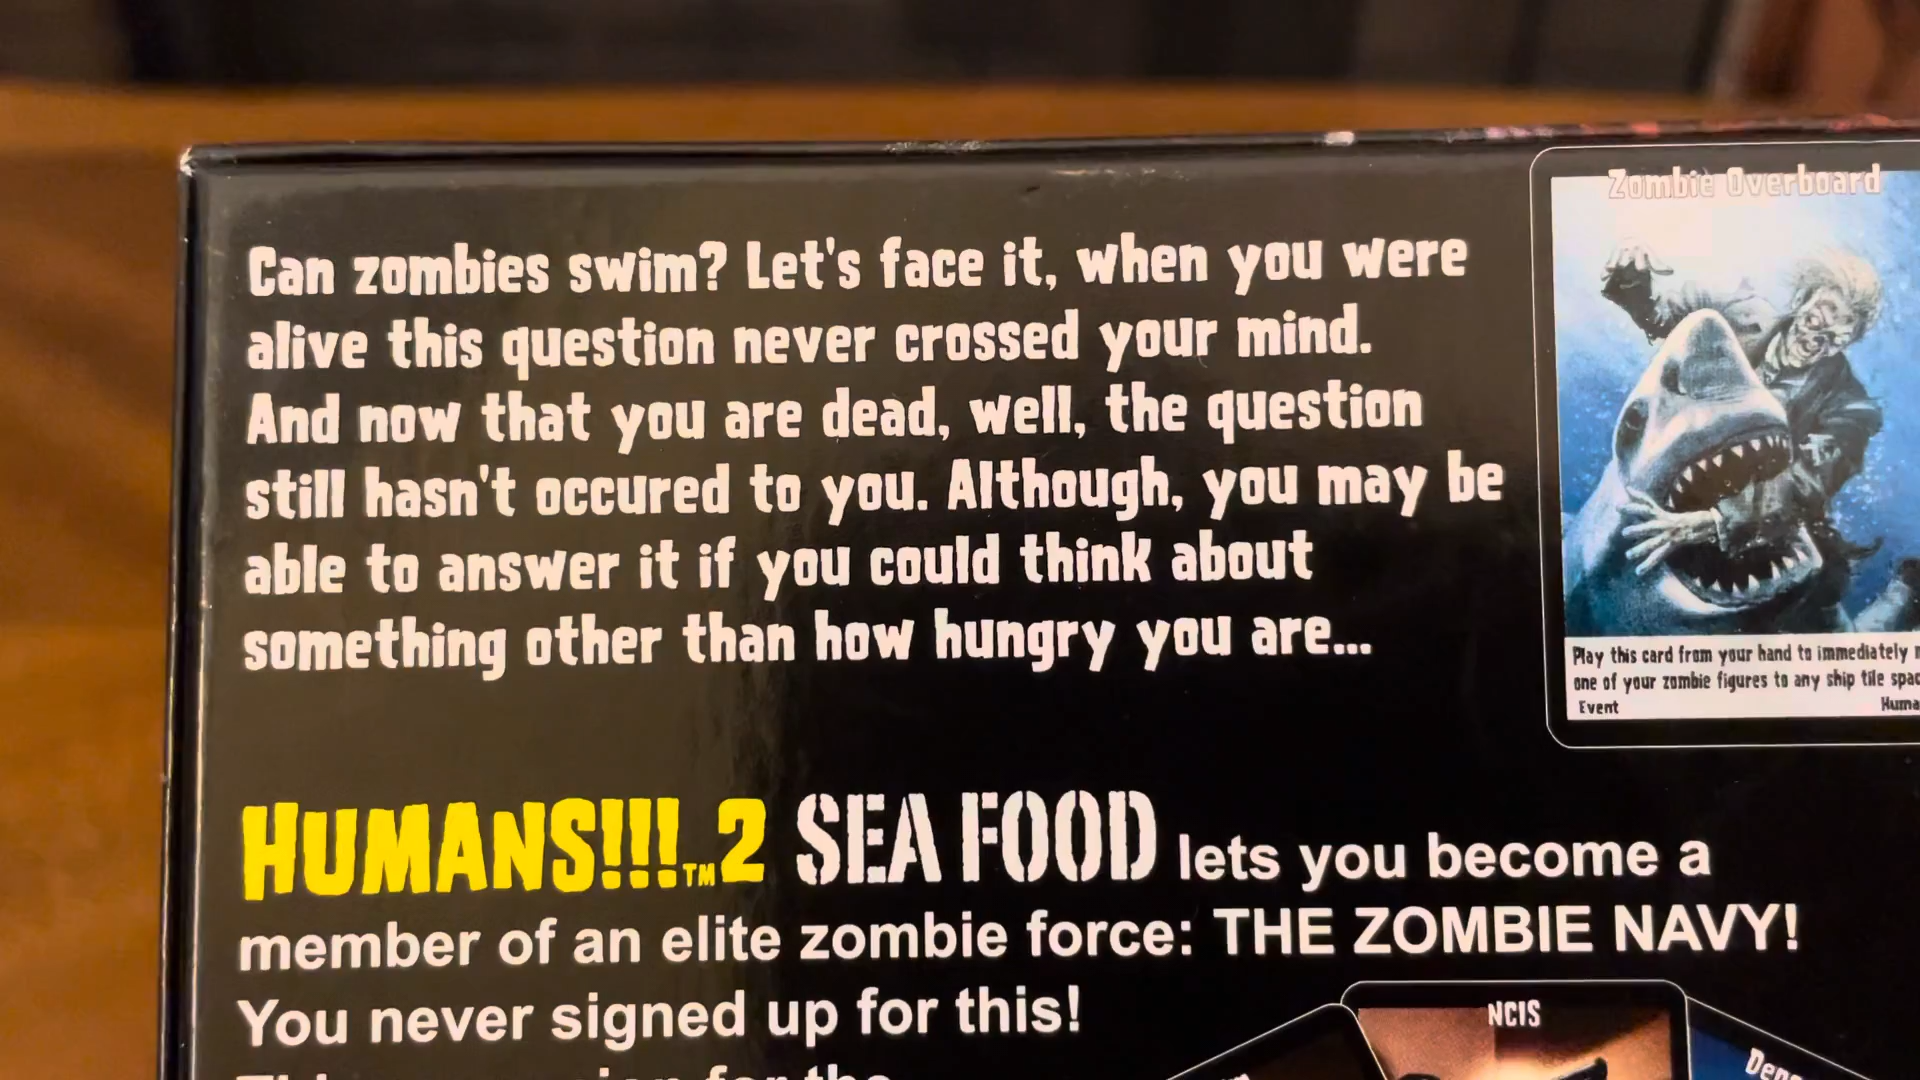 Can zombies swim? Let's face it, when you were
alive this question never crossed your mind.
And now that you are dead, well, the question
still hasn't occured to you. Although, you may be
able to answer it if you could think about
something other than how hungry you are...
HUMANS!!!™ 2 SEA FOOD lets you become a
member of an elite zombie force: THE ZOMBIE NAVY!
You never signed up for this!
Zombie Overboard
Play this card from your hand to immediately
one of your zombie figures to any ship tile
Event
NCIS